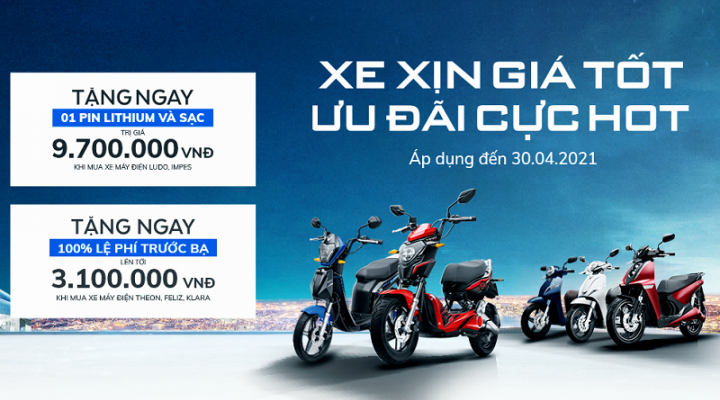 XE XỊN GIÁ TỐT
ƯU ĐÃI CỰC HOT
Áp dụng đến 30.04.2021
TẶNG NGAY
01 PIN LITHIUM VÀ SẠC
TRỊ GIÁ
9.700.000 VNĐ
KHI MUA XE MÁY ĐIỆN LUDO, IMPES
TẶNG NGAY
100% LỆ PHÍ TRƯỚC BẠ
LÊN TỚI
3.100.000 VNĐ
KHI MUA XE MÁY ĐIỆN THEON, FELIZ, KLARA